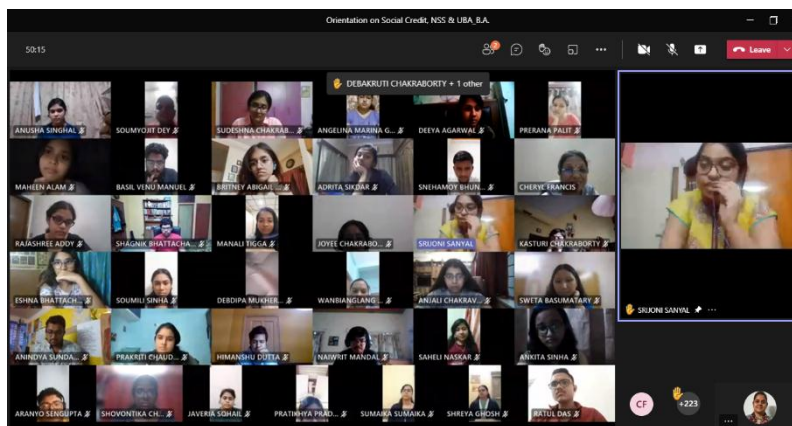 Orientation on Social Credit, NSS & UBA_B.A.
50:15
2
Leave
DEBAKRUTI CHAKRABORTY + 1 other
ANUSHA SINGHAL
SOUMYOJIT DEY
SUDESHNA CHAKRAB...
ANGELINA MARINA G...
DEEYA AGARWAL
PRERANA PALIT
MAHEEN ALAM
BASIL VENU MANUEL
BRITNEY ABIGAIL ...
ADRITA SIKDAR
SNEHAMOY BHUN...
CHERYE FRANCIS
RAJASHREE ADDY
SHAGNIK BHATTACHA...
MANALI TIGGA
JOYEE CHAKRABO...
SRIJONI SANYAL
KASTURI CHAKRABORTY
ESHNA BHATTACH...
SOUMILI SINHA
DEBDIPA MUKHER...
WANBIANGLANG ...
ANJALI CHAKRAV...
SWETA BASUMATARY
SRIJONI SANYAL
ANINDYA SUNDA...
PRAKRITI CHAUD...
HIMANSHU DUTTA
NAIWRIT MANDAL
SAHELI NASKAR
ANKITA SINHA
ARANYO SENGUPTA
SHOVONTIKA CH...
JAVERIA SOHAIL
PRATIKHYA PRAD...
SUMAIKA SUMAIKA
SHREYA GHOSH
RATUL DAS
CF
+223